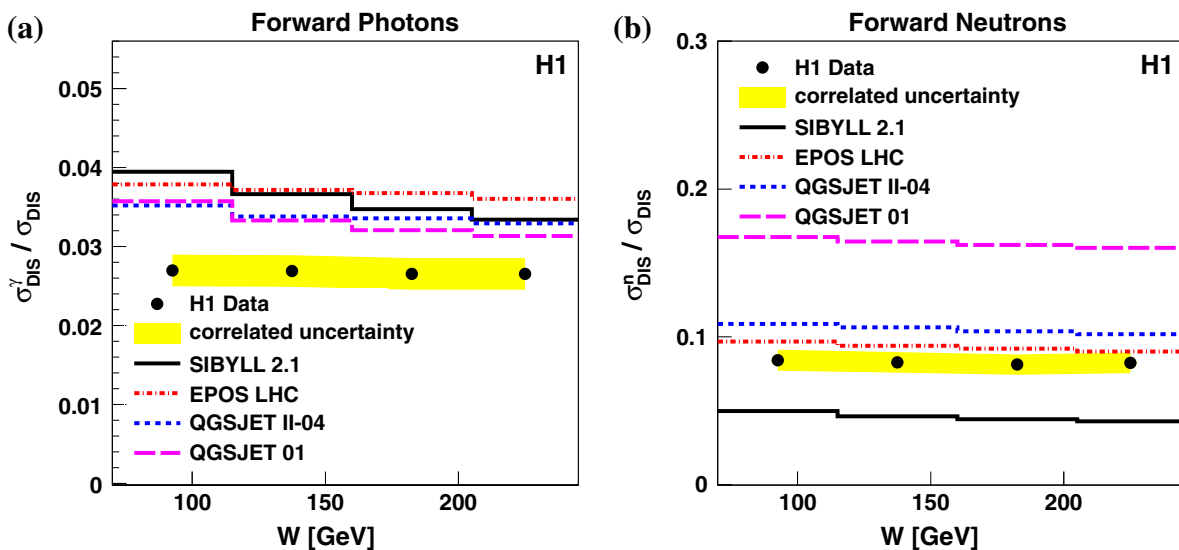 (a)
Forward Photons
H1
σ^γ_DIS / σ_DIS
0.05
0.04
0.03
0.02
0.01
0
H1 Data
correlated uncertainty
SIBYLL 2.1
EPOS LHC
QGSJET II-04
QGSJET 01
100
150
200
W [GeV]
(b)
Forward Neutrons
H1
σ^n_DIS / σ_DIS
0.3
0.2
0.1
0
H1 Data
correlated uncertainty
SIBYLL 2.1
EPOS LHC
QGSJET II-04
QGSJET 01
100
150
200
W [GeV]